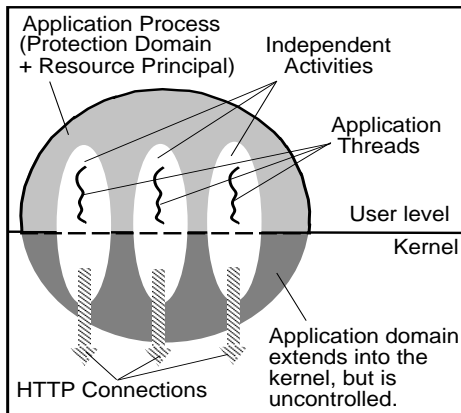 Application Process
(Protection Domain
+ Resource Principal)
Independent
Activities
Application
Threads
User level
Kernel
Application domain
extends into the
kernel, but is
uncontrolled.
HTTP Connections